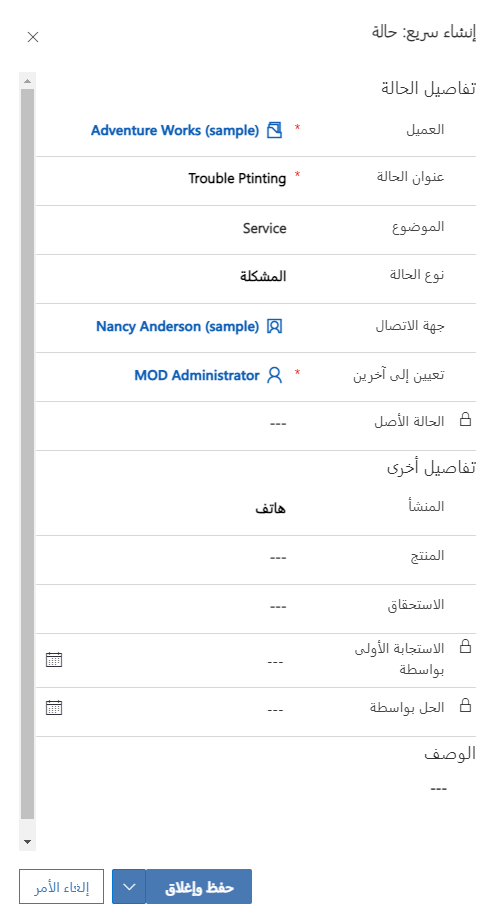 إنشاء سريع: حالة
تفاصيل الحالة
العميل * Adventure Works (sample)
عنوان الحالة * Trouble Ptinting
الموضوع Service
نوع الحالة المشكلة
جهة الاتصال Nancy Anderson (sample)
تعيين إلى آخرين * MOD Administrator
الحالة الأصل ---
تفاصيل أخرى
المنشأ هاتف
المنتج ---
الاستحقاق ---
الاستجابة الأولى
بواسطة ---
الحل بواسطة ---
الوصف
---
حفظ وإغلاق إلغاء الأمر